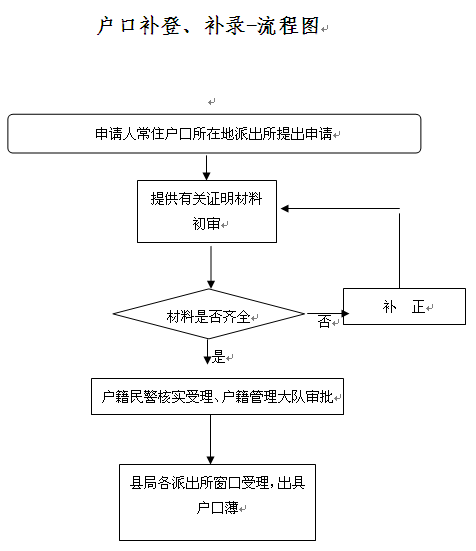 户口补登、补录-流程图
申请人常住户口所在地派出所提出申请
提供有关证明材料
初审
材料是否齐全
否
补 正
是
户籍民警核实受理、户籍管理大队审批
县局各派出所窗口受理,出具
户口薄